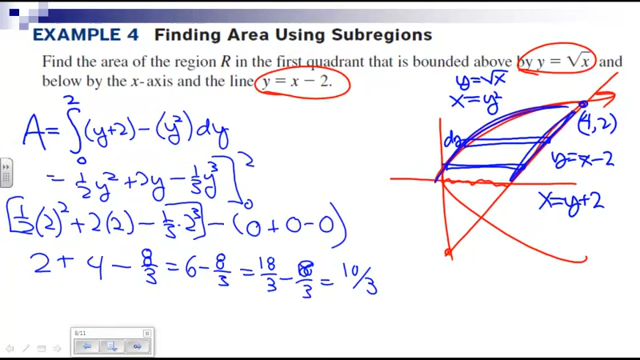 EXAMPLE 4 Finding Area Using Subregions
Find the area of the region R in the first quadrant that is bounded above by y = √x and
below by the x-axis and the line y = x − 2.
y=√x
x=y²
A = ∫₀² (y+2) − (y²) dy
= ½y² + 2y − ⅓y³ ]₀²
[½(2)² + 2(2) − ⅓·2³] − (0+0−0)
2 + 4 − 8/3 = 6 − 8/3 = 18/3 − 8/3 = 10/3
dy
(4,2)
y=x−2
x=y+2
8/11